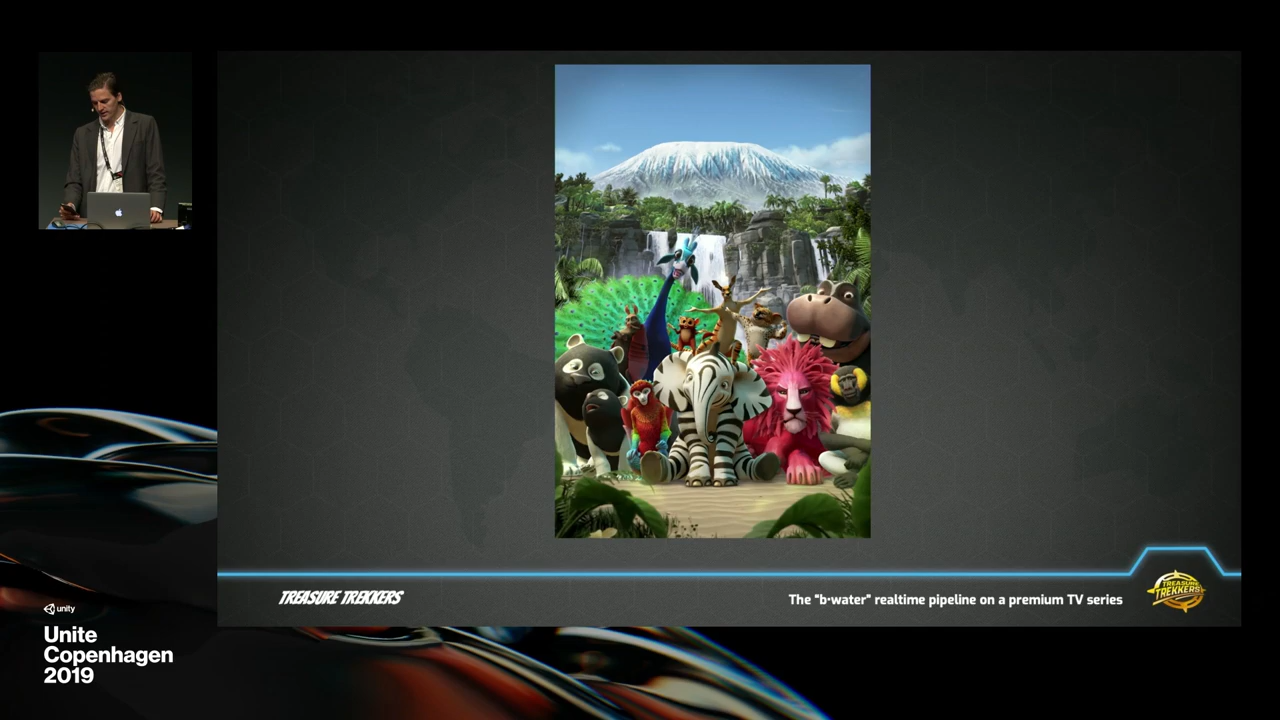 TREASURE TREKKERS
The "b·water" realtime pipeline on a premium TV series
TREASURE
TREKKERS
unity
Unite
Copenhagen
2019